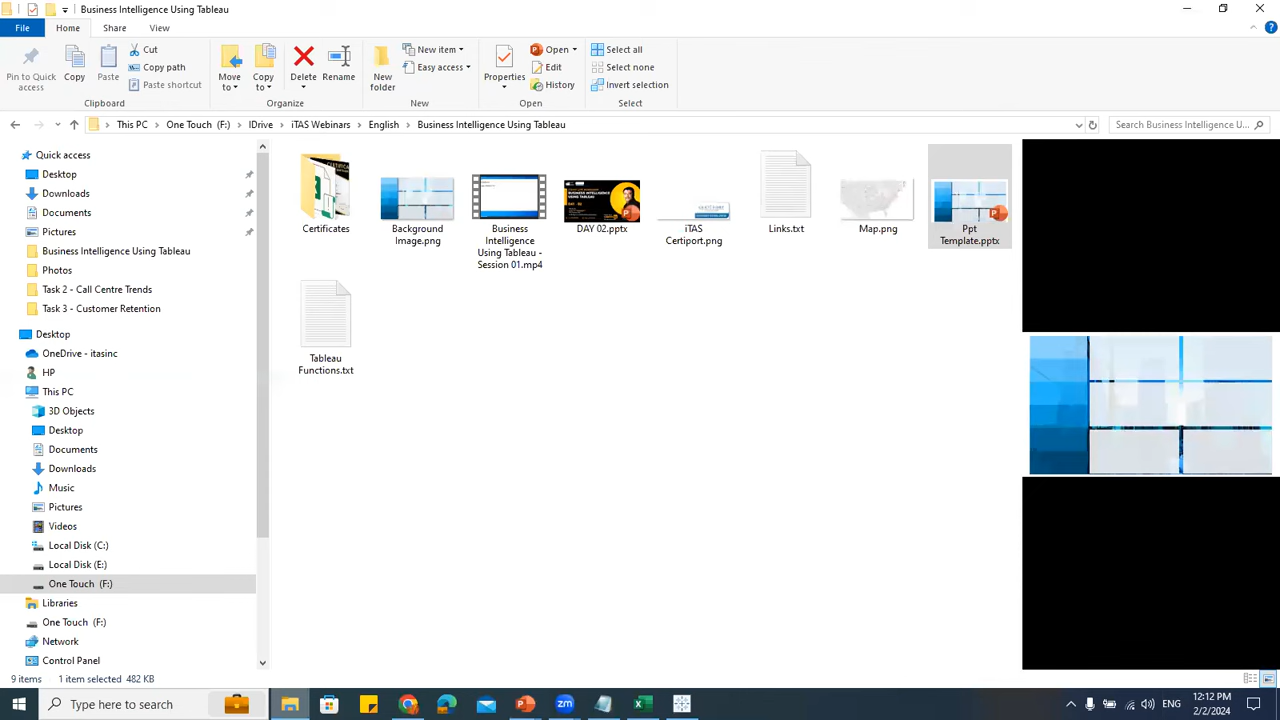 Business Intelligence Using Tableau
File
Home
Share
View
Pin to Quick
access
Copy
Paste
Cut
Copy path
Paste shortcut
Clipboard
Move
to
Copy
to
Delete
Rename
Organize
New
folder
New item
Easy access
New
Properties
Open
Edit
History
Open
Select all
Select none
Invert selection
Select
This PC
One Touch (F:)
IDrive
iTAS Webinars
English
Business Intelligence Using Tableau
Search Business Intelligence U...
Quick access
Desktop
Downloads
Documents
Pictures
Business Intelligence Using Tableau
Photos
Task 2 - Call Centre Trends
Task 3 - Customer Retention
Desktop
OneDrive - itasinc
HP
This PC
3D Objects
Desktop
Documents
Downloads
Music
Pictures
Videos
Local Disk (C:)
Local Disk (E:)
One Touch (F:)
Libraries
One Touch (F:)
Network
Control Panel
Certificates
Background
Image.png
Business
Intelligence
Using Tableau -
Session 01.mp4
BUSINESS
INTELLIGENCE
USING TABLEAU
DAY 02.pptx
iTAS
Certiport.png
Links.txt
Map.png
Ppt
Template.pptx
Tableau
Functions.txt
9 items
1 item selected 482 KB
Type here to search
zm
ENG
12:12 PM
2/2/2024